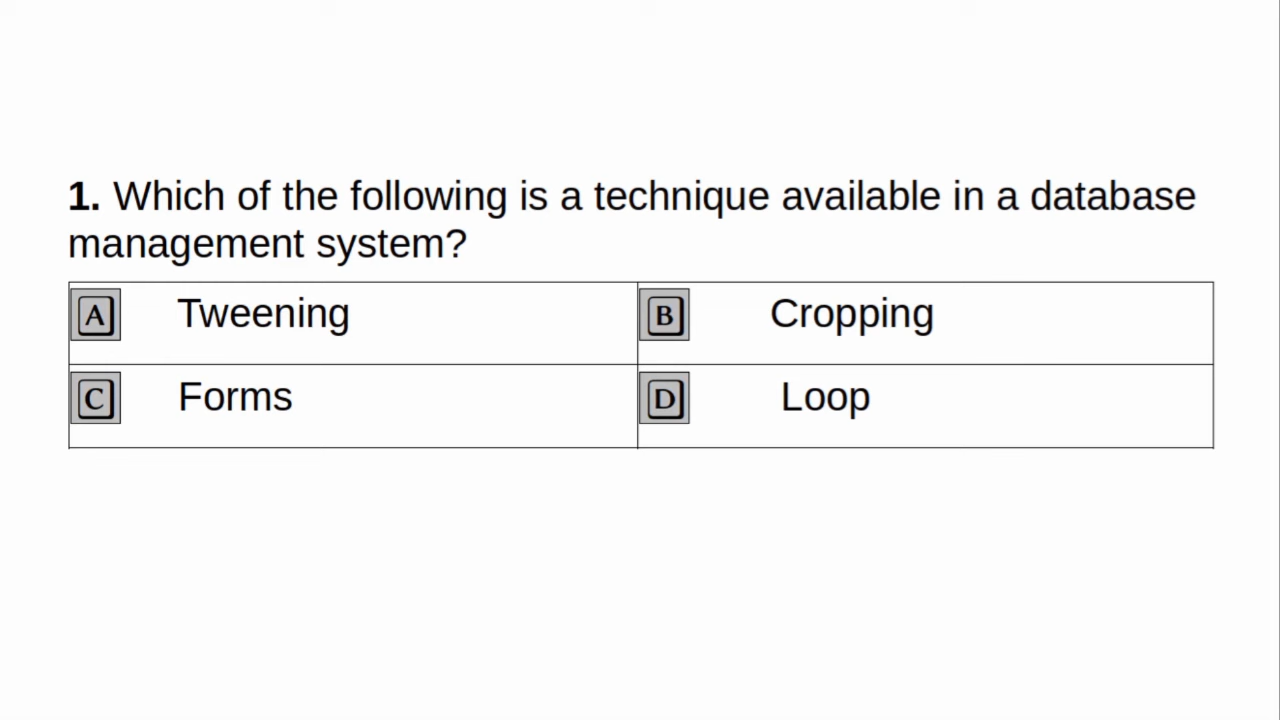 1. Which of the following is a technique available in a database
management system?
A Tweening
B Cropping
C Forms
D Loop